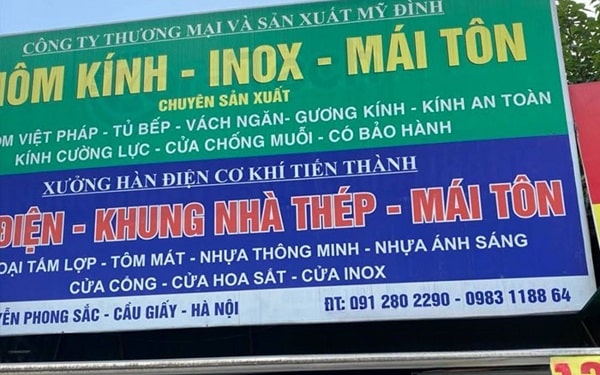 CÔNG TY THƯƠNG MẠI VÀ SẢN XUẤT MỸ ĐÌNH
HÔM KÍNH - INOX - MÁI TÔN
CHUYÊN SẢN XUẤT
ÔM VIỆT PHÁP - TỦ BẾP - VÁCH NGĂN- GƯƠNG KÍNH - KÍNH AN TOÀN
KÍNH CƯỜNG LỰC - CỬA CHỐNG MUỖI - CÓ BẢO HÀNH
XƯỞNG HÀN ĐIỆN CƠ KHÍ TIẾN THÀNH
ĐIỆN - KHUNG NHÀ THÉP - MÁI TÔN
OẠI TẤM LỢP - TÔM MÁT - NHỰA THÔNG MINH - NHỰA ÁNH SÁNG
CỬA CỔNG - CỬA HOA SẮT - CỬA INOX
YỄN PHONG SẮC - CẦU GIẤY - HÀ NỘI ĐT: 091 280 2290 - 0983 1188 64